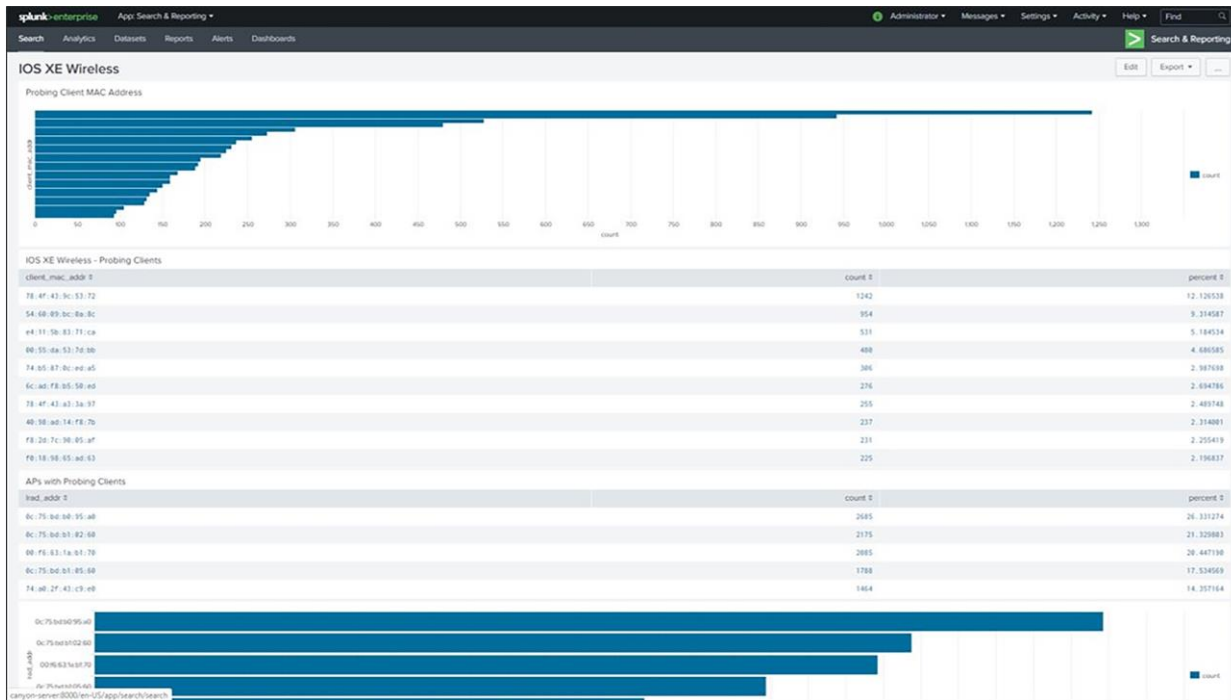 splunk>enterprise App: Search & Reporting ▾ Administrator ▾ Messages ▾ Settings ▾ Activity ▾ Help ▾ Find
Search Analytics Datasets Reports Alerts Dashboards Search & Reporting
IOS XE Wireless Edit Export ▾ ...
Probing Client MAC Address
client_mac_addr
count
0 50 100 150 200 250 300 350 400 450 500 550 600 650 700 750 800 850 900 950 1,000 1,050 1,100 1,150 1,200 1,250 1,300
count
IOS XE Wireless - Probing Clients
client_mac_addr count percent
78:4f:43:9c:53:72 1242 12.126538
54:60:09:bc:0a:8c 954 9.314587
e4:11:5b:83:71:ca 531 5.184534
00:55:da:53:7d:bb 480 4.686585
74:b5:87:0c:ed:a5 306 2.987698
6c:ad:f8:b5:50:ed 276 2.694786
78:4f:43:a3:3a:97 255 2.489748
40:98:ad:14:f8:7b 237 2.314001
f8:2d:7c:90:05:af 231 2.255419
f0:18:98:65:ad:63 225 2.196837
APs with Probing Clients
lrad_addr count percent
0c:75:bd:b0:95:a0 2685 26.331274
0c:75:bd:b1:02:60 2175 21.329803
00:f6:63:1a:b1:70 2085 20.447190
0c:75:bd:b1:05:60 1788 17.534569
74:a0:2f:43:c9:e0 1464 14.357164
0c:75:bd:b0:95:a0
0c:75:bd:b1:02:60
00:f6:63:1a:b1:70
0c:75:bd:b1:05:60
lrad_addr
count
canyon-server:8000/en-US/app/search/search